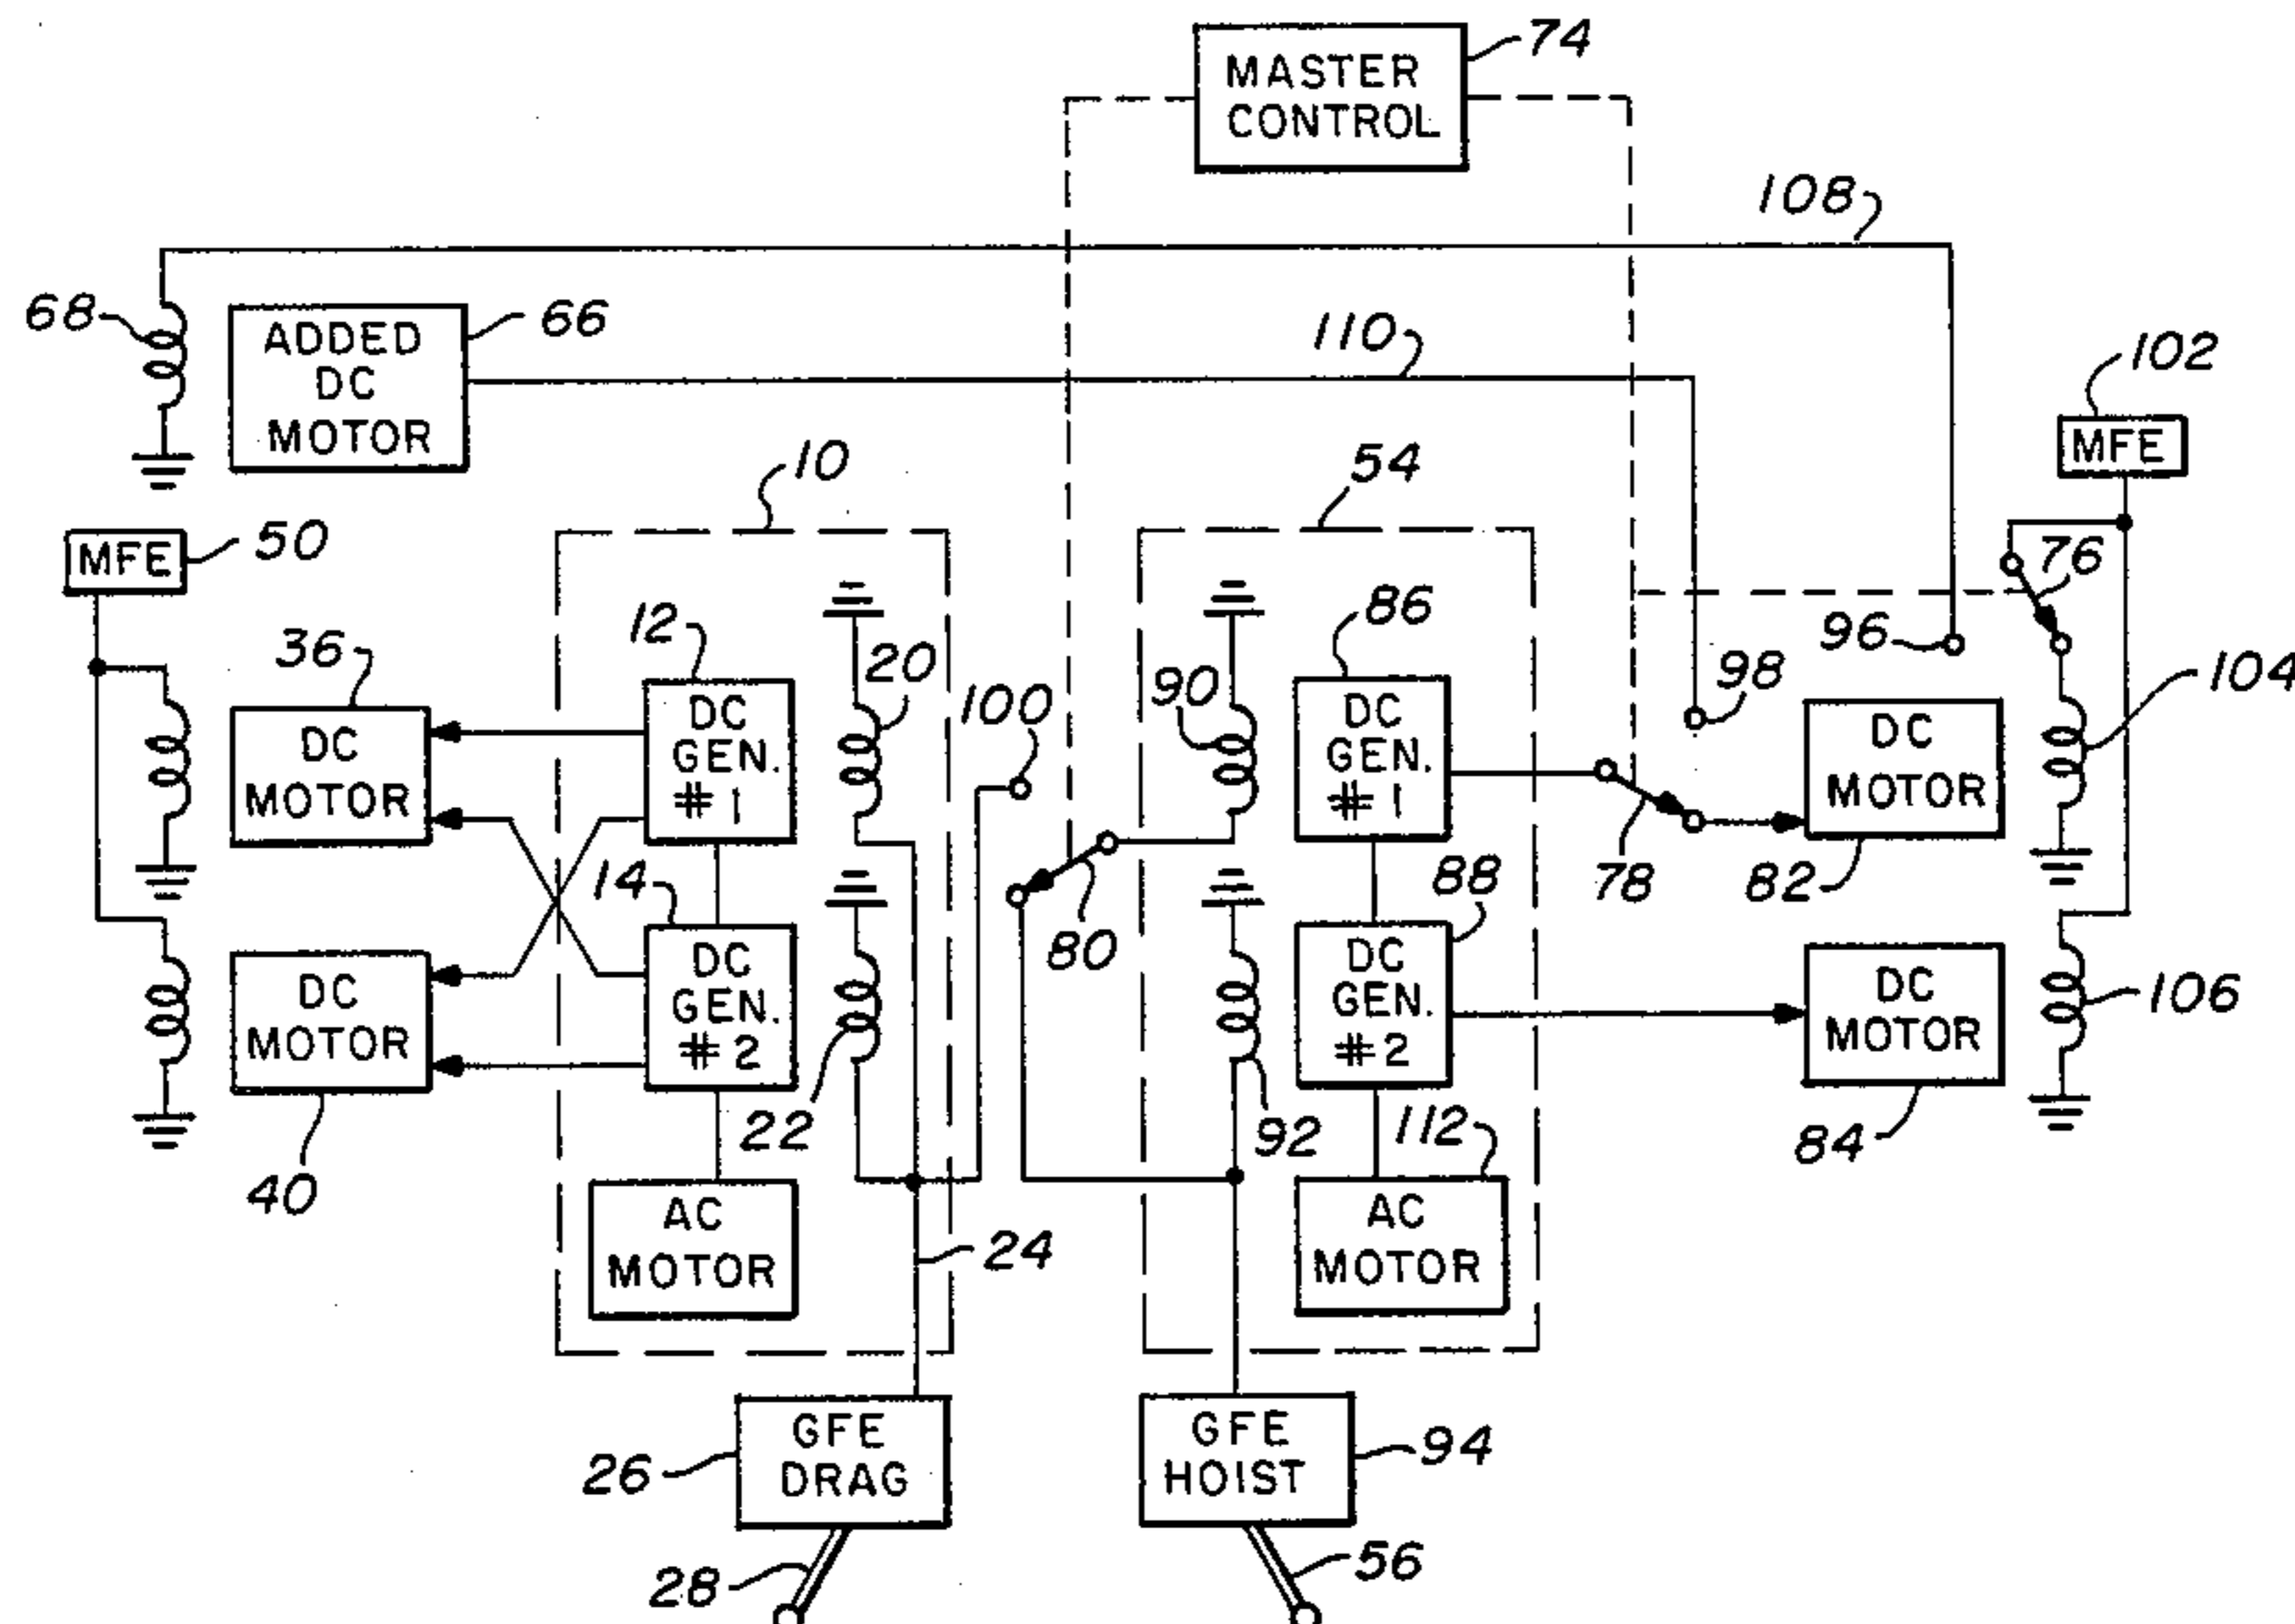 74
MASTER
CONTROL
108
68
ADDED
DC
MOTOR
66
110
102
MFE
10
54
MFE
50
76
12
86
96
36
20
98
104
100
90
DC
MOTOR
DC
GEN.
# 1
DC
GEN.
# 1
DC
MOTOR
14
88
78
82
80
DC
MOTOR
DC
GEN.
# 2
DC
GEN.
# 2
DC
MOTOR
106
22
92
112
84
40
AC
MOTOR
24
AC
MOTOR
GFE
DRAG
26
GFE
HOIST
94
28
56